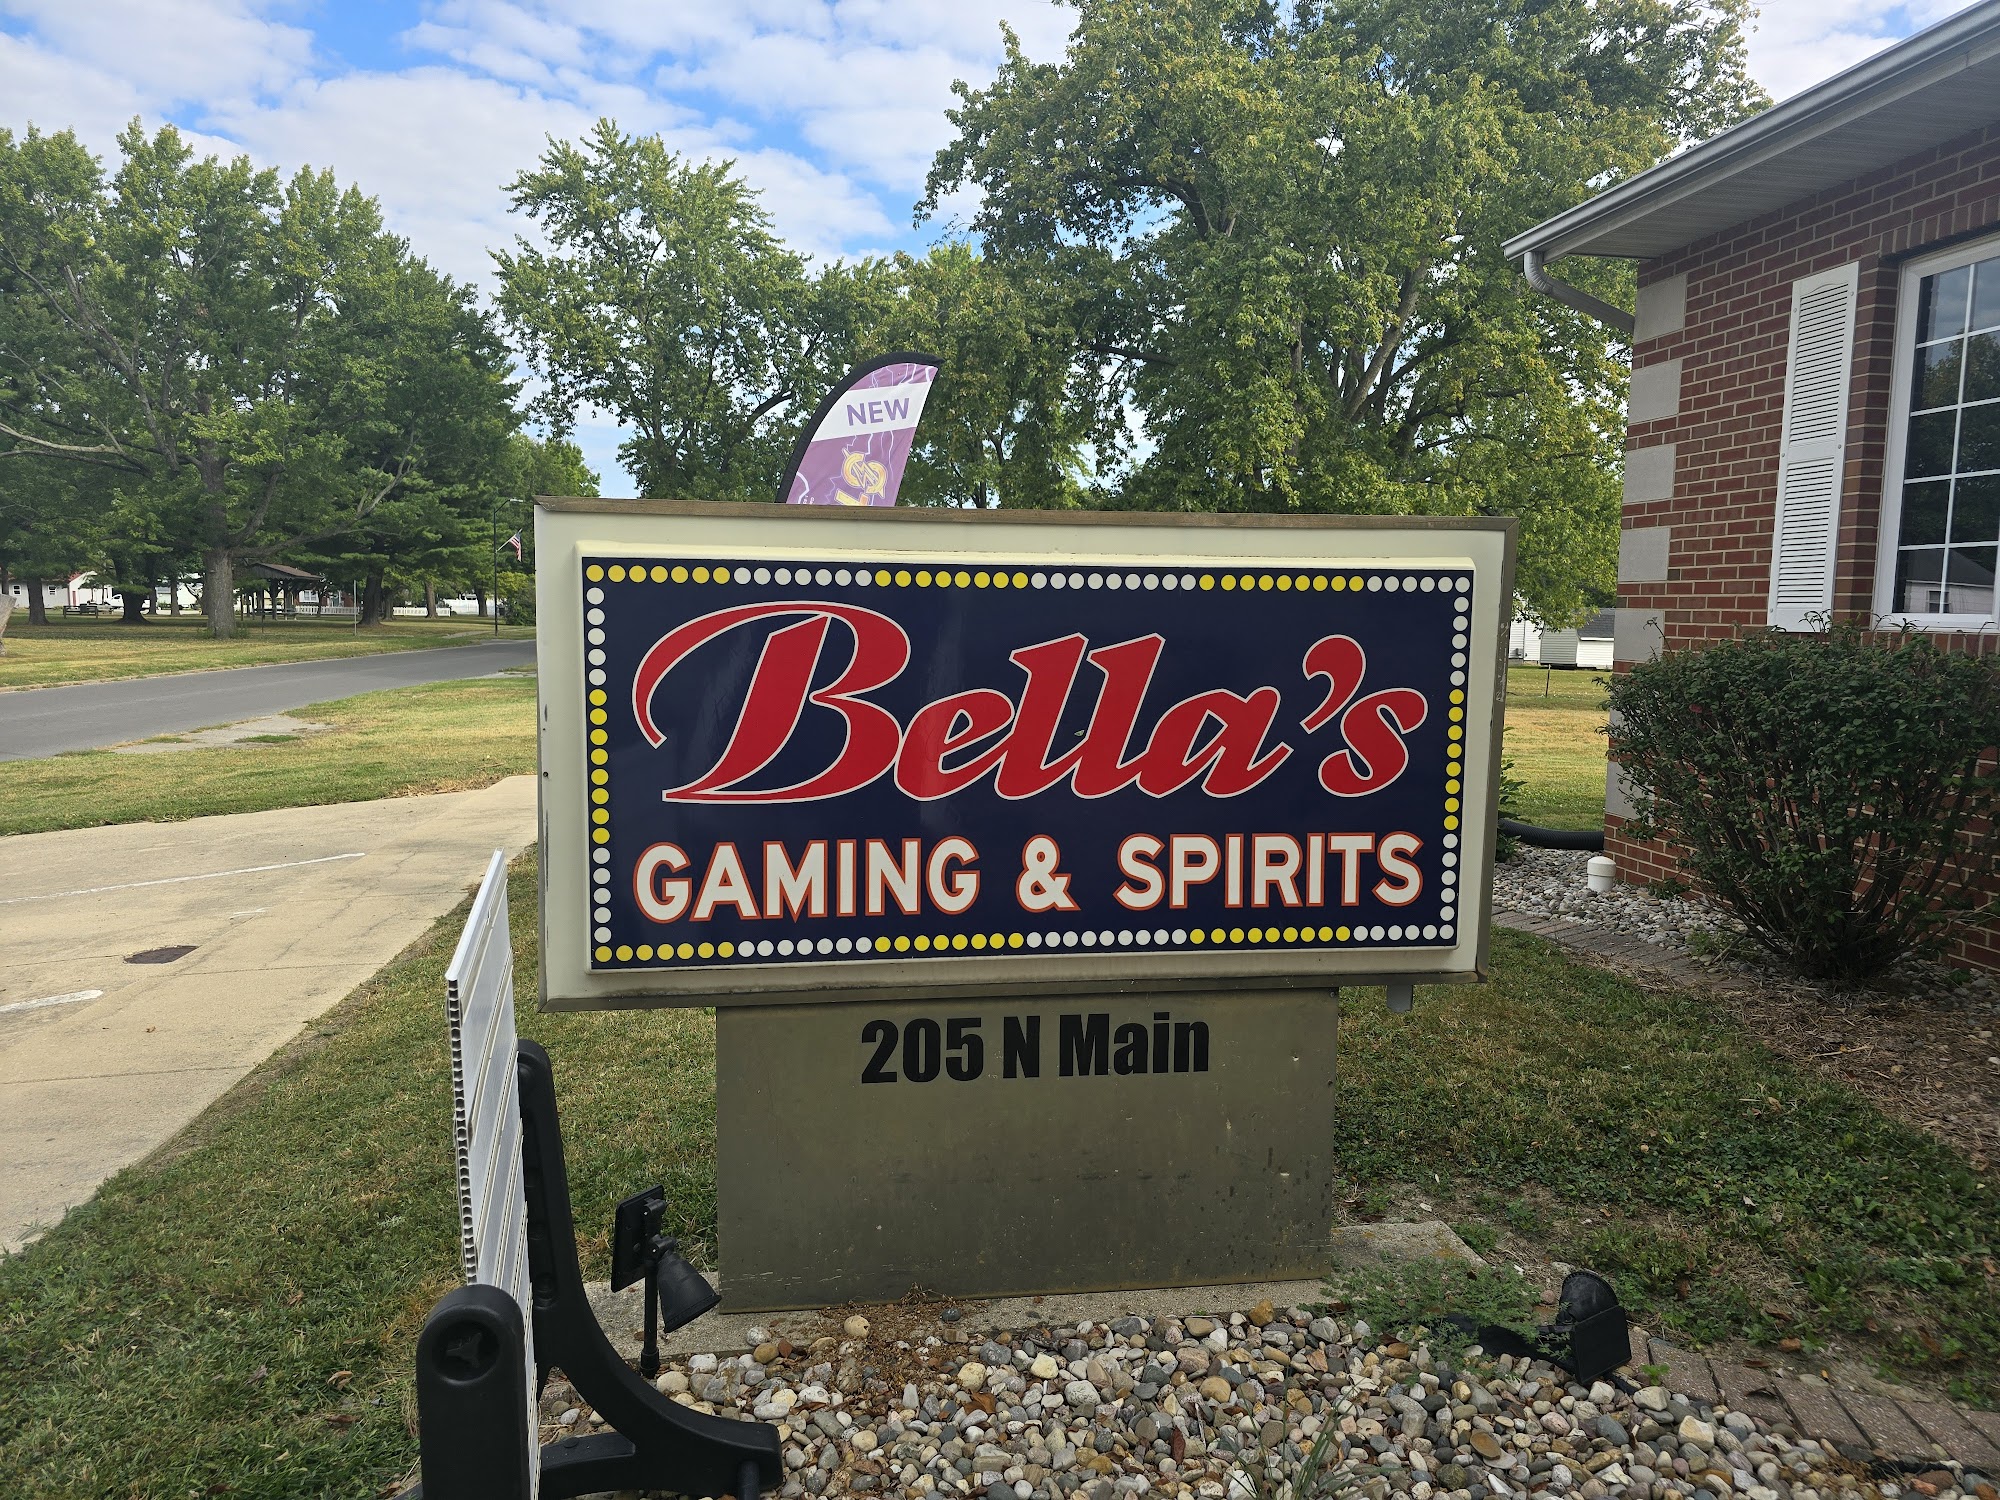 NEW
Bella's
GAMING & SPIRITS
205 N Main